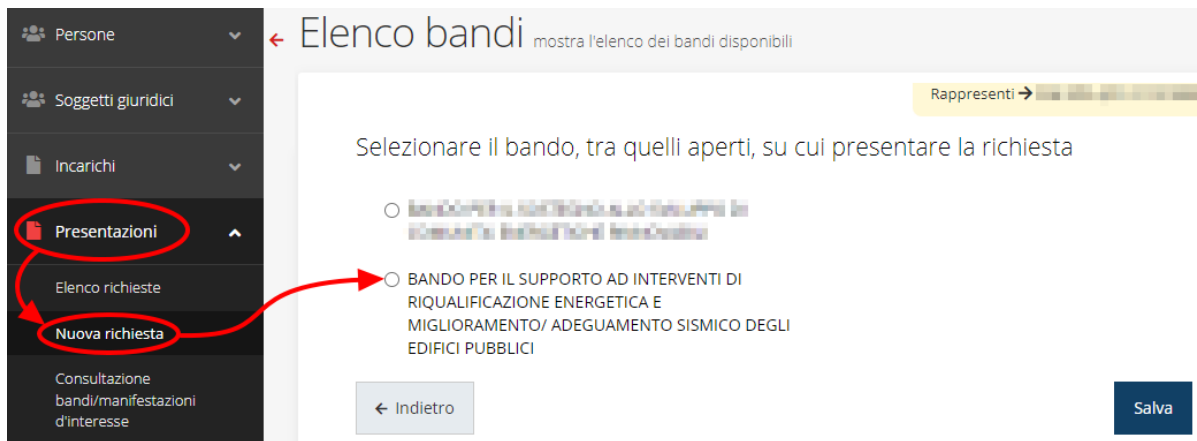 Persone
Soggetti giuridici
Incarichi
Presentazioni
Elenco richieste
Nuova richiesta
Consultazione
bandi/manifestazioni
d'interesse
← Elenco bandi mostra l'elenco dei bandi disponibili
Rappresenti →
Selezionare il bando, tra quelli aperti, su cui presentare la richiesta
BANDO PER IL SUPPORTO AD INTERVENTI DI
RIQUALIFICAZIONE ENERGETICA E
MIGLIORAMENTO/ ADEGUAMENTO SISMICO DEGLI
EDIFICI PUBBLICI
← Indietro
Salva